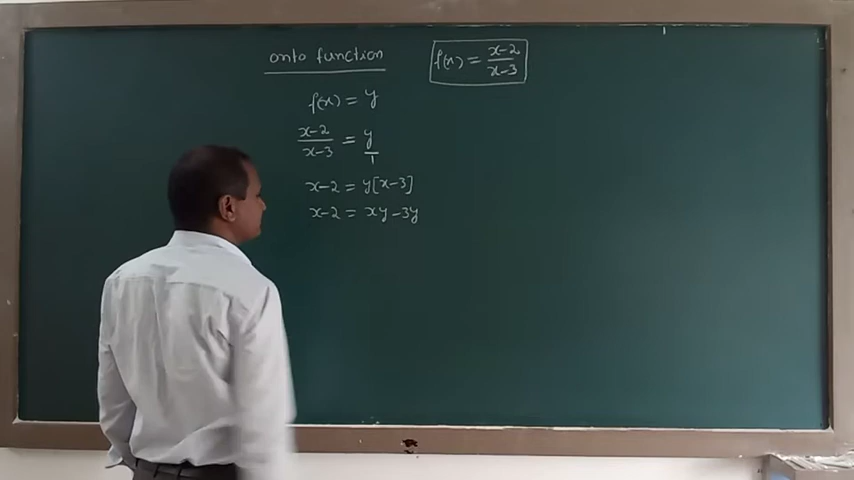 onto function
f(x) = x-2/x-3
f(x) = y
x-2/x-3 = y/1
x-2 = y[x-3]
x-2 = xy-3y